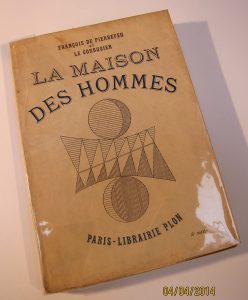 FRANÇOIS DE PIERREFEU
LE CORBUSIER
LA MAISON
DES HOMMES
PARIS-LIBRAIRIE PLON
04/04/2014